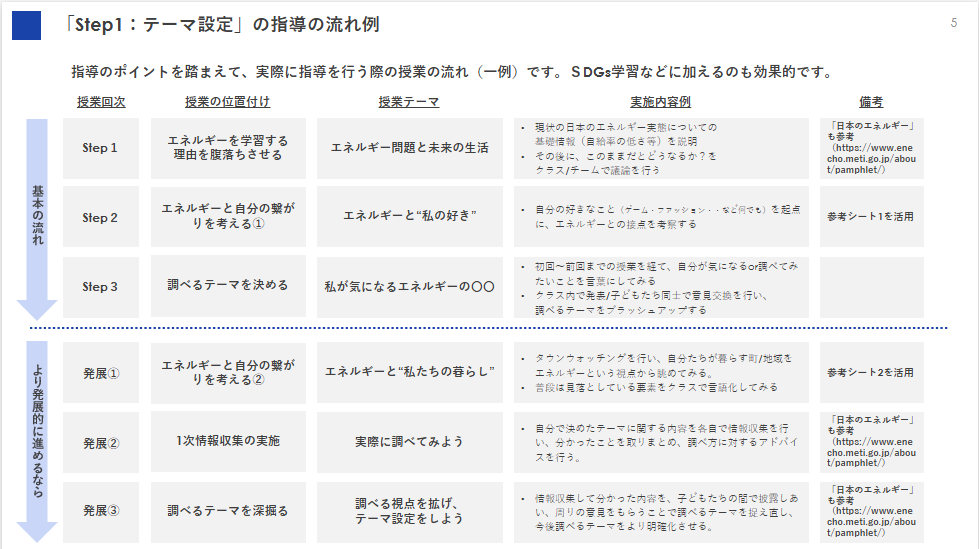 「Step1：テーマ設定」の指導の流れ例
5
指導のポイントを踏まえて、実際に指導を行う際の授業の流れ（一例）です。ＳDGs学習などに加えるのも効果的です。
授業回次
授業の位置付け
授業テーマ
実施内容例
備考
基本の流れ
Step 1
エネルギーを学習する
理由を腹落ちさせる
エネルギー問題と未来の生活
• 現状の日本のエネルギー実態についての
基礎情報（自給率の低さ等）を説明
• その後に、このままだとどうなるか？を
クラス/チームで議論を行う
「日本のエネルギー」
も参考
（https://www.ene
cho.meti.go.jp/abou
t/pamphlet/）
Step 2
エネルギーと自分の繋が
りを考える①
エネルギーと“私の好き”
• 自分の好きなこと（ゲーム・ファッション・・など何でも）を起点
に、エネルギーとの接点を考察する
参考シート1を活用
Step 3
調べるテーマを決める
私が気になるエネルギーの〇〇
• 初回～前回までの授業を経て、自分が気になるor調べてみ
たいことを言葉にしてみる
• クラス内で発表/子どもたち同士で意見交換を行い、
調べるテーマをブラッシュアップする
より発展的に進めるなら
発展①
エネルギーと自分の繋が
りを考える②
エネルギーと“私たちの暮らし”
• タウンウォッチングを行い、自分たちが暮らす町/地域を
エネルギーという視点から眺めてみる。
• 普段は見落としている要素をクラスで言語化してみる
参考シート2を活用
発展②
1次情報収集の実施
実際に調べてみよう
• 自分で決めたテーマに関する内容を各自で情報収集を行
い、分かったことを取りまとめ、調べ方に対するアドバイ
スを行う。
「日本のエネルギー」
も参考
（https://www.ene
cho.meti.go.jp/abou
t/pamphlet/）
発展③
調べるテーマを深掘る
調べる視点を拡げ、
テーマ設定をしよう
• 情報収集して分かった内容を、子どもたちの間で披露しあ
い、周りの意見をもらうことで調べるテーマを捉え直し、
今後調べるテーマをより明確化させる。
「日本のエネルギー」
も参考
（https://www.ene
cho.meti.go.jp/abou
t/pamphlet/）